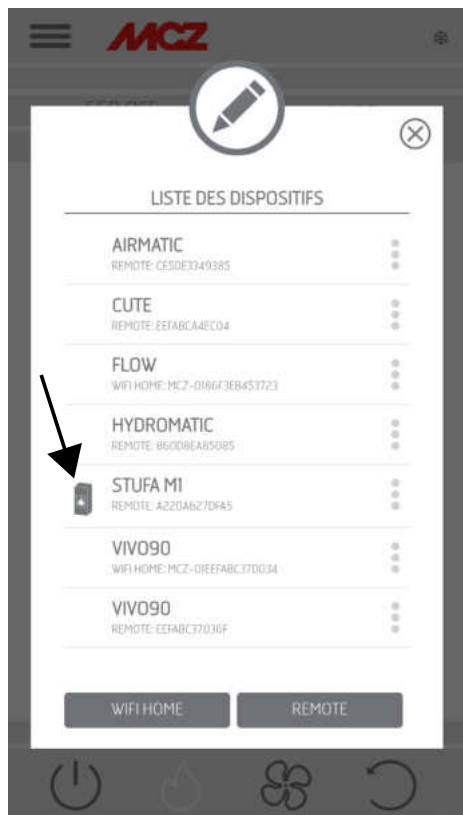 MCZ
LISTE DES DISPOSITIFS
AIRMATIC
REMOTE: CE5DE3349385
CUTE
REMOTE: EEFABCA4EC04
FLOW
WIFI HOME: MCZ-0186F3EB453723
HYDROMATIC
REMOTE: 860D8EA85085
STUFA M1
REMOTE: A220A627DFA5
VIVO90
WIFI HOME: MCZ-01EEFABC37D034
VIVO90
REMOTE: EEFABC37036F
WIFI HOME
REMOTE